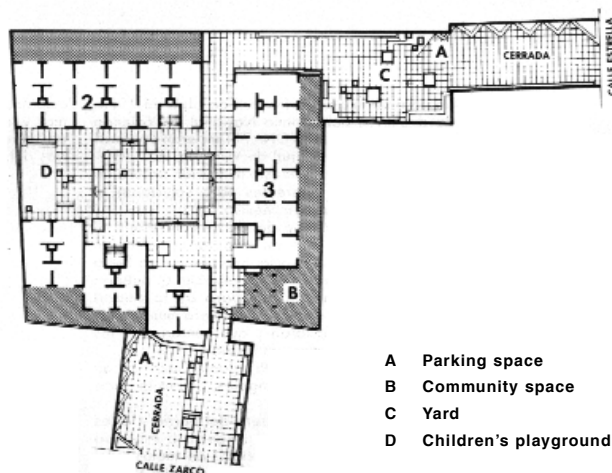 A
C
CERRADA
CALLE ESTRELLA
2
D
3
1
B
A
CERRADA
CALLE ZARCO
A Parking space
B Community space
C Yard
D Children's playground